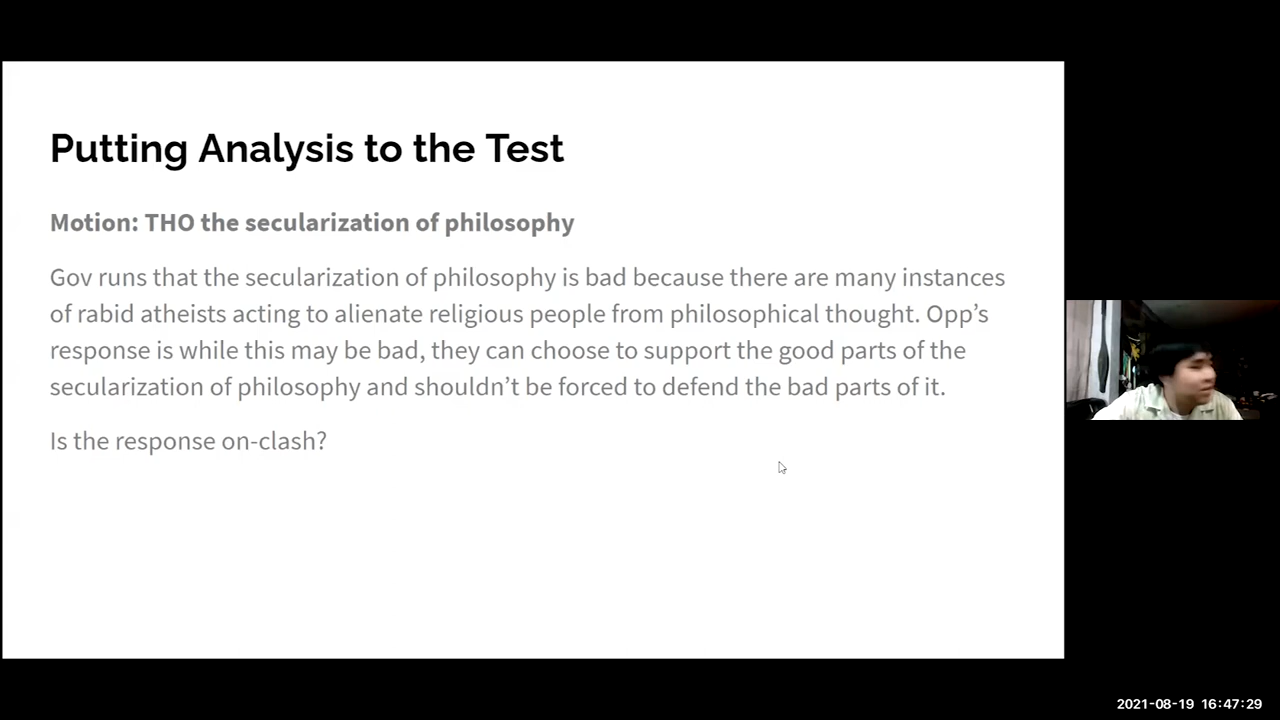 Putting Analysis to the Test
Motion: THO the secularization of philosophy
Gov runs that the secularization of philosophy is bad because there are many instances
of rabid atheists acting to alienate religious people from philosophical thought. Opp’s
response is while this may be bad, they can choose to support the good parts of the
secularization of philosophy and shouldn’t be forced to defend the bad parts of it.
Is the response on-clash?
2021-08-19 16:47:29